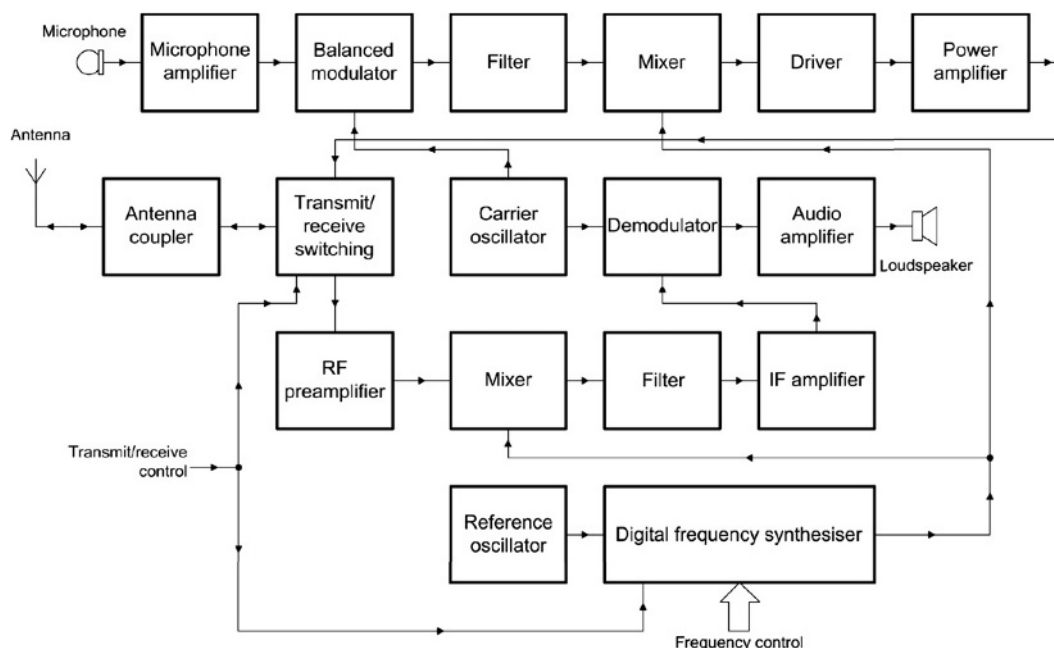 Microphone
Microphone
amplifier
Balanced
modulator
Filter
Mixer
Driver
Power
amplifier
Antenna
Antenna
coupler
Transmit/
receive
switching
Carrier
oscillator
Demodulator
Audio
amplifier
Loudspeaker
RF
preamplifier
Mixer
Filter
IF amplifier
Transmit/receive
control
Reference
oscillator
Digital frequency synthesiser
Frequency control